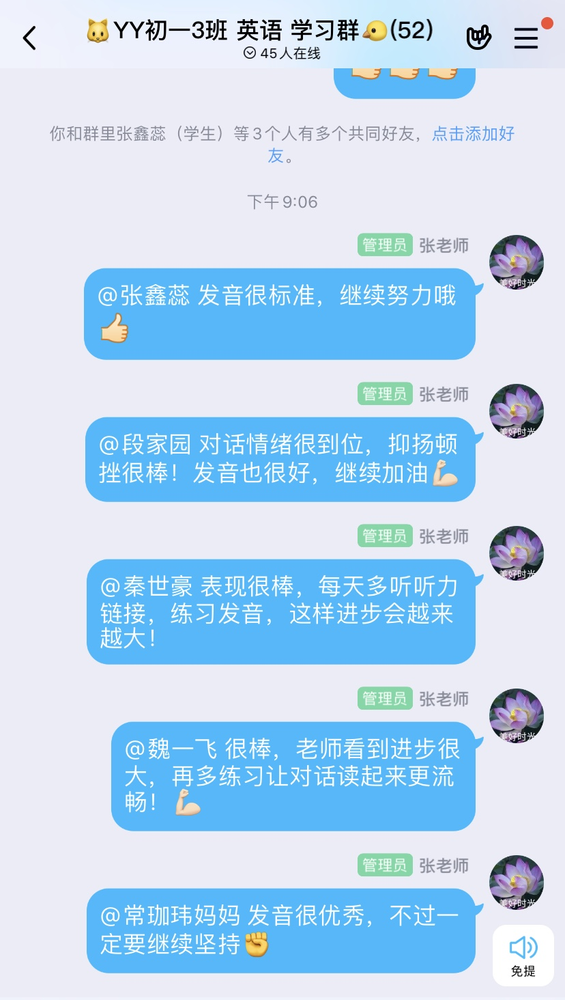 🐱YY初一3班 英语 学习群🐤(52)
45人在线
你和群里张鑫蕊（学生）等3个人有多个共同好友，点击添加好
友。
下午9:06
管理员 张老师
美好时光
@张鑫蕊 发音很标准，继续努力哦
👍🏻
管理员 张老师
美好时光
@段家园 对话情绪很到位，抑扬顿
挫很棒！发音也很好，继续加油💪🏻
管理员 张老师
美好时光
@秦世豪 表现很棒，每天多听听力
链接，练习发音，这样进步会越来
越大！
管理员 张老师
美好时光
@魏一飞 很棒，老师看到进步很
大，再多练习让对话读起来更流
畅！💪🏻
管理员 张老师
美好时光
@常珈玮妈妈 发音很优秀，不过一
定要继续坚持✊
免提